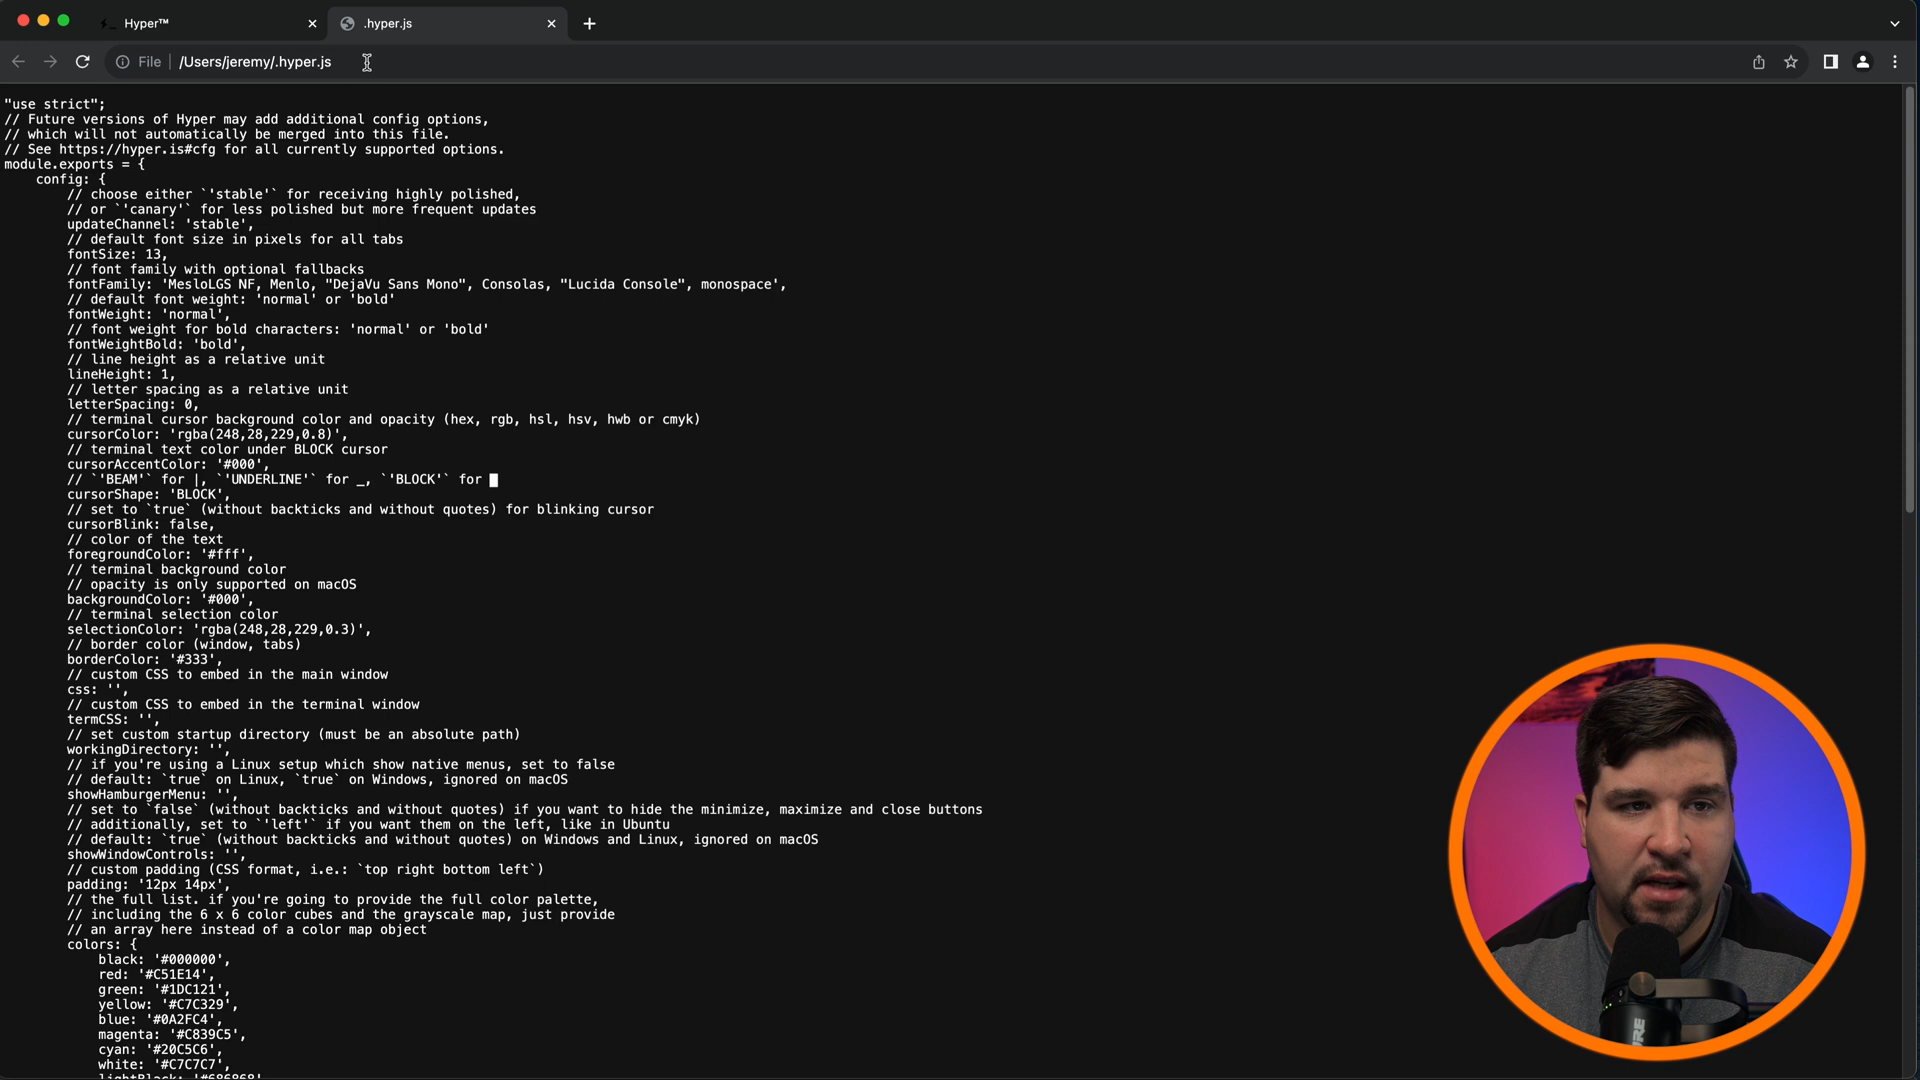 Hyper™
.hyper.js
File
/Users/jeremy/.hyper.js
"use strict";
// Future versions of Hyper may add additional config options,
// which will not automatically be merged into this file.
// See https://hyper.is#cfg for all currently supported options.
module.exports = {
    config: {
        // choose either `'stable'` for receiving highly polished,
        // or `'canary'` for less polished but more frequent updates
        updateChannel: 'stable',
        // default font size in pixels for all tabs
        fontSize: 13,
        // font family with optional fallbacks
        fontFamily: 'MesloLGS NF, Menlo, "DejaVu Sans Mono", Consolas, "Lucida Console", monospace',
        // default font weight: 'normal' or 'bold'
        fontWeight: 'normal',
        // font weight for bold characters: 'normal' or 'bold'
        fontWeightBold: 'bold',
        // line height as a relative unit
        lineHeight: 1,
        // letter spacing as a relative unit
        letterSpacing: 0,
        // terminal cursor background color and opacity (hex, rgb, hsl, hsv, hwb or cmyk)
        cursorColor: 'rgba(248,28,229,0.8)',
        // terminal text color under BLOCK cursor
        cursorAccentColor: '#000',
        // `'BEAM'` for |, `'UNDERLINE'` for _, `'BLOCK'` for █
        cursorShape: 'BLOCK',
        // set to `true` (without backticks and without quotes) for blinking cursor
        cursorBlink: false,
        // color of the text
        foregroundColor: '#fff',
        // terminal background color
        // opacity is only supported on macOS
        backgroundColor: '#000',
        // terminal selection color
        selectionColor: 'rgba(248,28,229,0.3)',
        // border color (window, tabs)
        borderColor: '#333',
        // custom CSS to embed in the main window
        css: '',
        // custom CSS to embed in the terminal window
        termCSS: '',
        // set custom startup directory (must be an absolute path)
        workingDirectory: '',
        // if you're using a Linux setup which show native menus, set to false
        // default: `true` on Linux, `true` on Windows, ignored on macOS
        showHamburgerMenu: '',
        // set to `false` (without backticks and without quotes) if you want to hide the minimize, maximize and close buttons
        // additionally, set to `'left'` if you want them on the left, like in Ubuntu
        // default: `true` (without backticks and without quotes) on Windows and Linux, ignored on macOS
        showWindowControls: '',
        // custom padding (CSS format, i.e.: `top right bottom left`)
        padding: '12px 14px',
        // the full list. if you're going to provide the full color palette,
        // including the 6 x 6 color cubes and the grayscale map, just provide
        // an array here instead of a color map object
        colors: {
            black: '#000000',
            red: '#C51E14',
            green: '#1DC121',
            yellow: '#C7C329',
            blue: '#0A2FC4',
            magenta: '#C839C5',
            cyan: '#20C5C6',
            white: '#C7C7C7',
            lightBlack: '#686868',